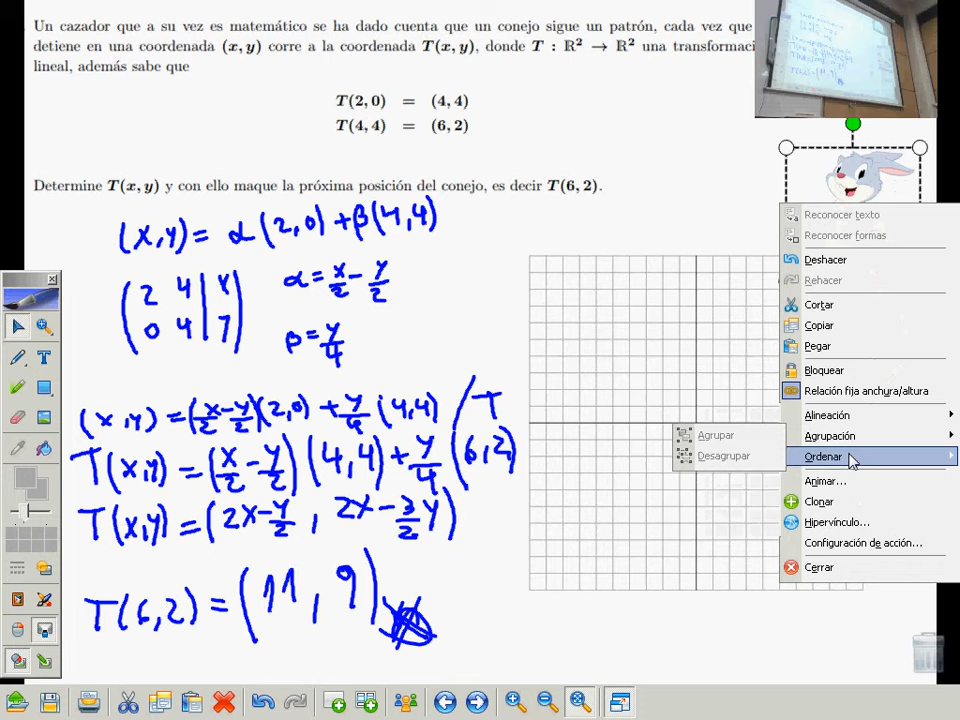 Un cazador que a su vez es matemático se ha dado cuenta que un conejo sigue un patrón, cada vez que
detiene en una coordenada (x, y) corre a la coordenada T(x, y), donde T : ℝ² → ℝ² una transformaci
lineal, además sabe que
T(2, 0) = (4, 4)
T(4, 4) = (6, 2)
Determine T(x, y) y con ello maque la próxima posición del conejo, es decir T(6, 2).
(x,y) = α(2,0) + β(4,4)
(2 4 | x
0 4 | 7)
α = x/2 - y/2
β = y/4
(x,y) = (x/2 - y/2)(2,0) + y/4 (4,4) / T
T(x,y) = (x/2 - y/2)(4,4) + y/4 (6,2)
T(x,y) = (2x - y/2, 2x - 3/2 y)
T(6,2) = (11, 9)
Reconocer texto
Reconocer formas
Deshacer
Rehacer
Cortar
Copiar
Pegar
Bloquear
Relación fija anchura/altura
Alineación
Agrupación
Ordenar
Animar...
Clonar
Hipervínculo...
Configuración de acción...
Cerrar
Agrupar
Desagrupar